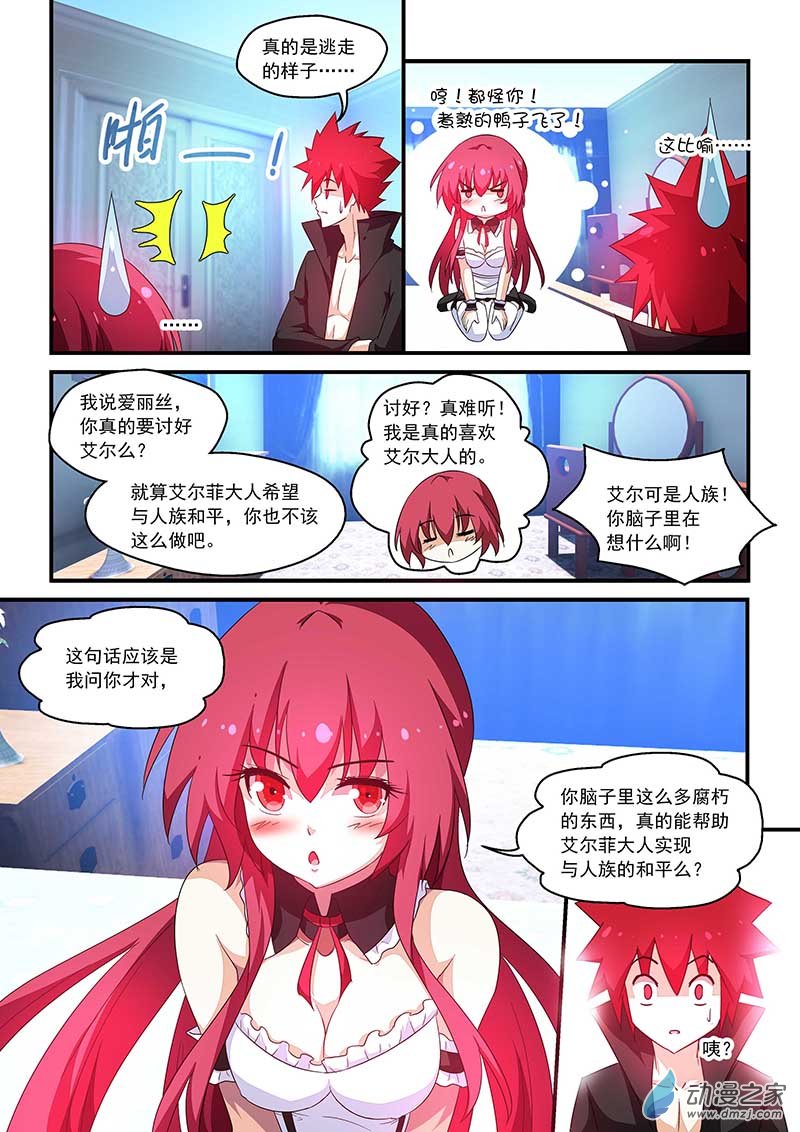 真的是逃走
的样子……
啪一！
……
哼！都怪你！
煮熟的鸭子飞了！
这比喻……
我说爱丽丝，
你真的要讨好
艾尔么？
就算艾尔菲大人希望
与人族和平，你也不该
这么做吧。
讨好？真难听！
我是真的喜欢
艾尔大人的。
艾尔可是人族！
你脑子里在
想什么啊！
这句话应该是
我问你才对，
你脑子里这么多腐朽
的东西，真的能帮助
艾尔菲大人实现
与人族的和平么？
咦？
动漫之家
www.dmzj.com